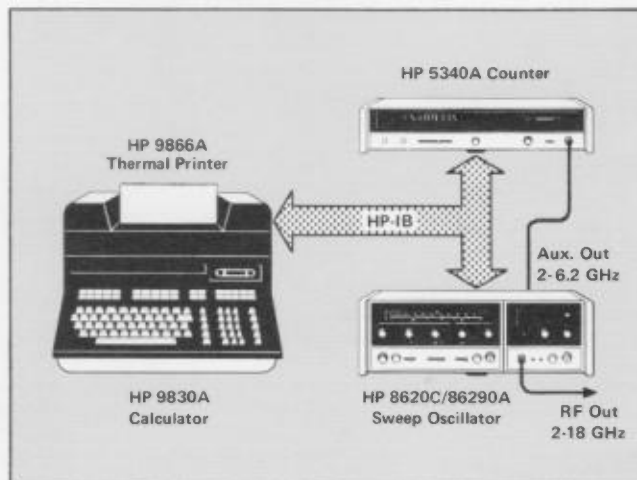 HP 5340A Counter
HP 9866A
Thermal Printer
HP-IB
Aux. Out
2-6.2 GHz
HP 9830A
Calculator
HP 8620C/86290A
Sweep Oscillator
RF Out
2-18 GHz